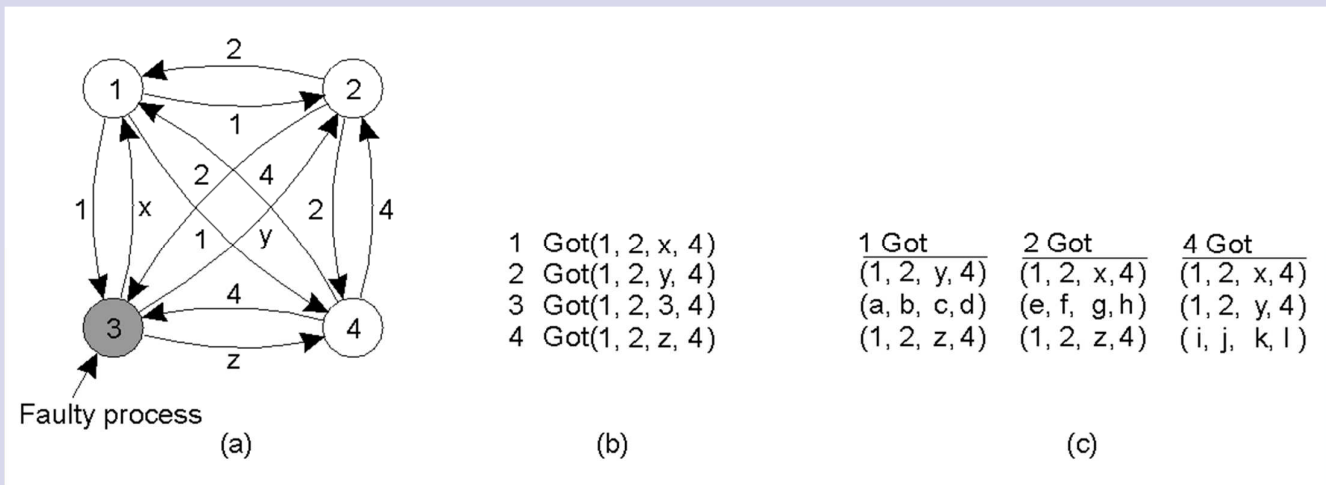 2
1
2
1
1
x
2
4
2
4
1
y
3
4
4
z
Faulty process
(a)
1 Got(1, 2, x, 4)
2 Got(1, 2, y, 4)
3 Got(1, 2, 3, 4)
4 Got(1, 2, z, 4)
(b)
1 Got
(1, 2, y, 4)
(a, b, c, d)
(1, 2, z, 4)
2 Got
(1, 2, x, 4)
(e, f, g, h)
(1, 2, z, 4)
4 Got
(1, 2, x, 4)
(1, 2, y, 4)
(i, j, k, l)
(c)